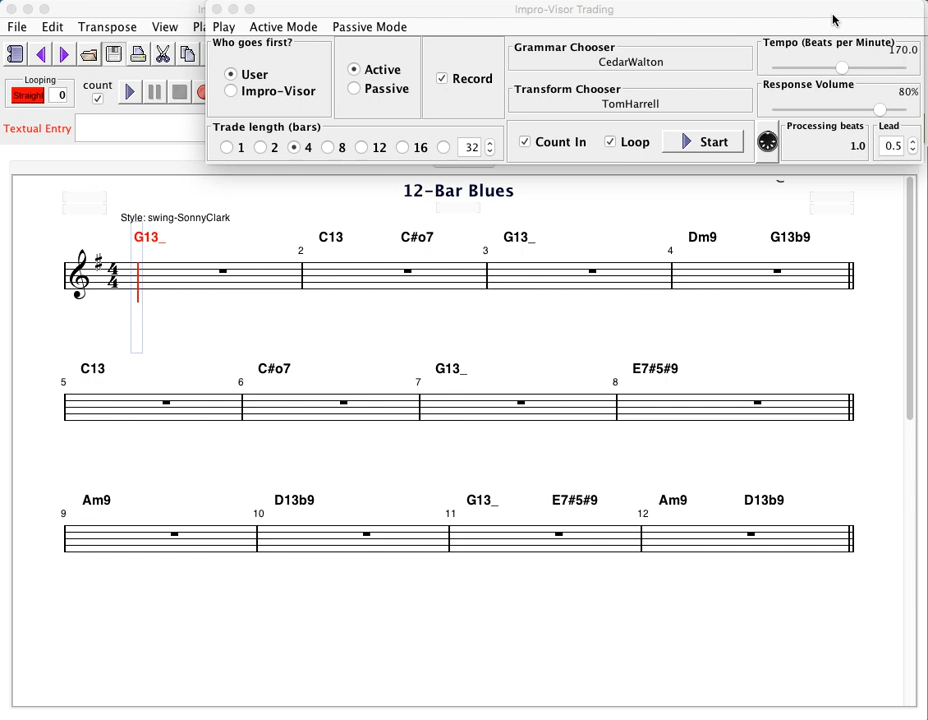 Impro-Visor Trading
File Edit Transpose View
Play Active Mode Passive Mode
Who goes first?
User
Impro-Visor
Active
Passive
Record
Grammar Chooser
CedarWalton
Transform Chooser
TomHarrell
Tempo (Beats per Minute) 170.0
Response Volume
80%
Looping
Straight 0
count
Textual Entry
Trade length (bars)
1 2 4 8 12 16 32
Count In Loop Start
Processing beats
1.0
Lead
0.5
12-Bar Blues
Style: swing-SonnyClark
G13_ C13 C#o7 G13_ Dm9 G13b9
2 3 4
4
4
C13 C#o7 G13_ E7#5#9
5 6 7 8
Am9 D13b9 G13_ E7#5#9 Am9 D13b9
9 10 11 12